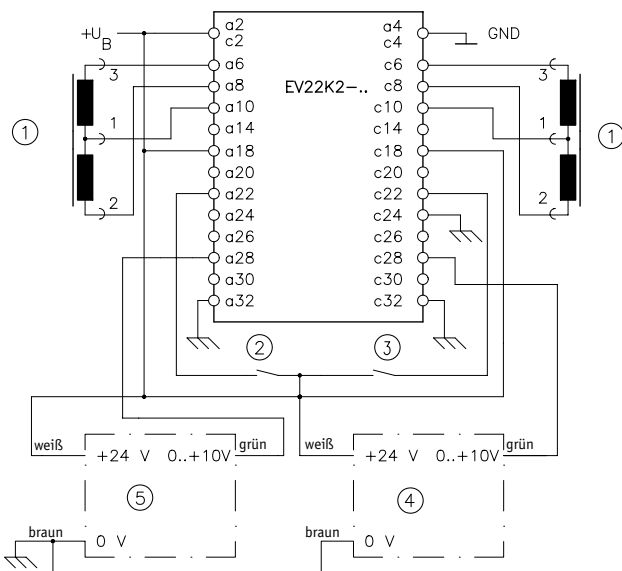 +U_B a2 a4 GND
c2 c4
3 a6 c6 3
a8 EV22K2-.. c8
1 1 a10 c10 1 1
a14 c14
a18 c18
a20 c20
2 a22 c22 2
a24 c24
a26 c26
a28 c28
a30 c30
a32 c32
2 3
weiß grün weiß grün
+24 V 0..+10V +24 V 0..+10V
5 4
braun braun
0 V 0 V